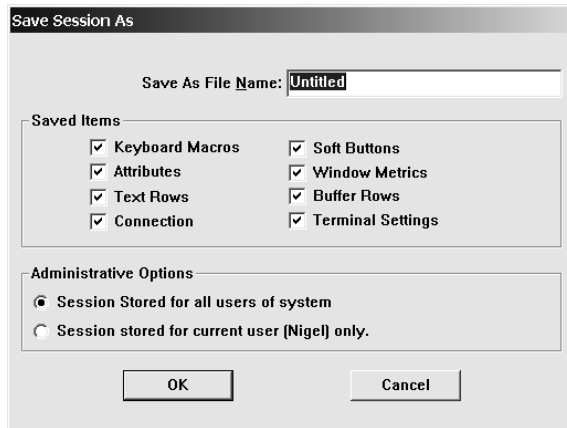 Save Session As
Save As File Name: Untitled
Saved Items
Keyboard Macros
Attributes
Text Rows
Connection
Soft Buttons
Window Metrics
Buffer Rows
Terminal Settings
Administrative Options
Session Stored for all users of system
Session stored for current user (Nigel) only.
OK
Cancel